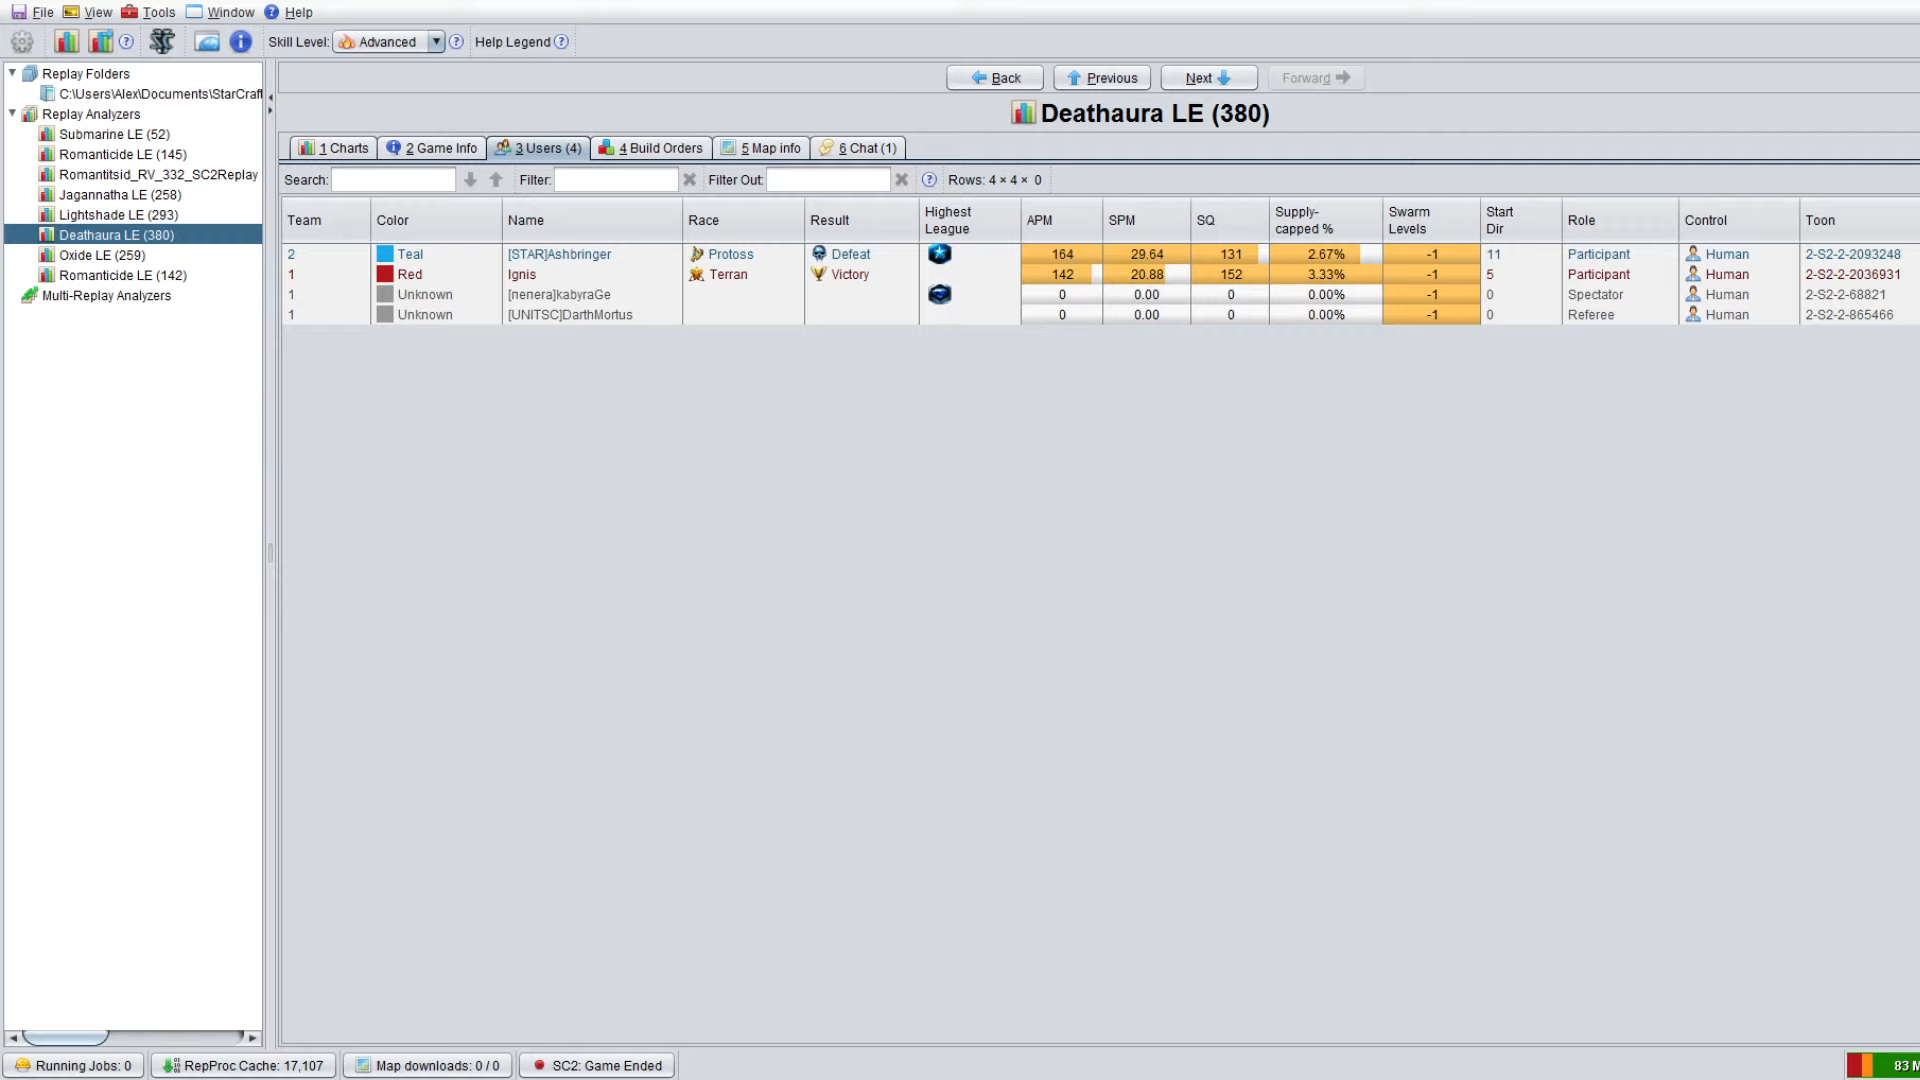 File View Tools Window Help
Skill Level: Advanced Help Legend
Replay Folders
C:\Users\Alex\Documents\StarCraft
Replay Analyzers
Submarine LE (52)
Romanticide LE (145)
Romantitsid_RV_332_SC2Replay
Jagannatha LE (258)
Lightshade LE (293)
Deathaura LE (380)
Oxide LE (259)
Romanticide LE (142)
Multi-Replay Analyzers
Back Previous Next Forward
Deathaura LE (380)
1 Charts 2 Game Info 3 Users (4) 4 Build Orders 5 Map info 6 Chat (1)
Search: Filter: Filter Out: Rows: 4 × 4 × 0
Team Color Name Race Result Highest League APM SPM SQ Supply-capped % Swarm Levels Start Dir Role Control Toon
2 Teal [STAR]Ashbringer Protoss Defeat 164 29.64 131 2.67% -1 11 Participant Human 2-S2-2-2093248
1 Red Ignis Terran Victory 142 20.88 152 3.33% -1 5 Participant Human 2-S2-2-2036931
1 Unknown [nenera]kabyraGe 0 0.00 0 0.00% -1 0 Spectator Human 2-S2-2-68821
1 Unknown [UNITSC]DarthMortus 0 0.00 0 0.00% -1 0 Referee Human 2-S2-2-865466
Running Jobs: 0 RepProc Cache: 17,107 Map downloads: 0 / 0 SC2: Game Ended 83 M